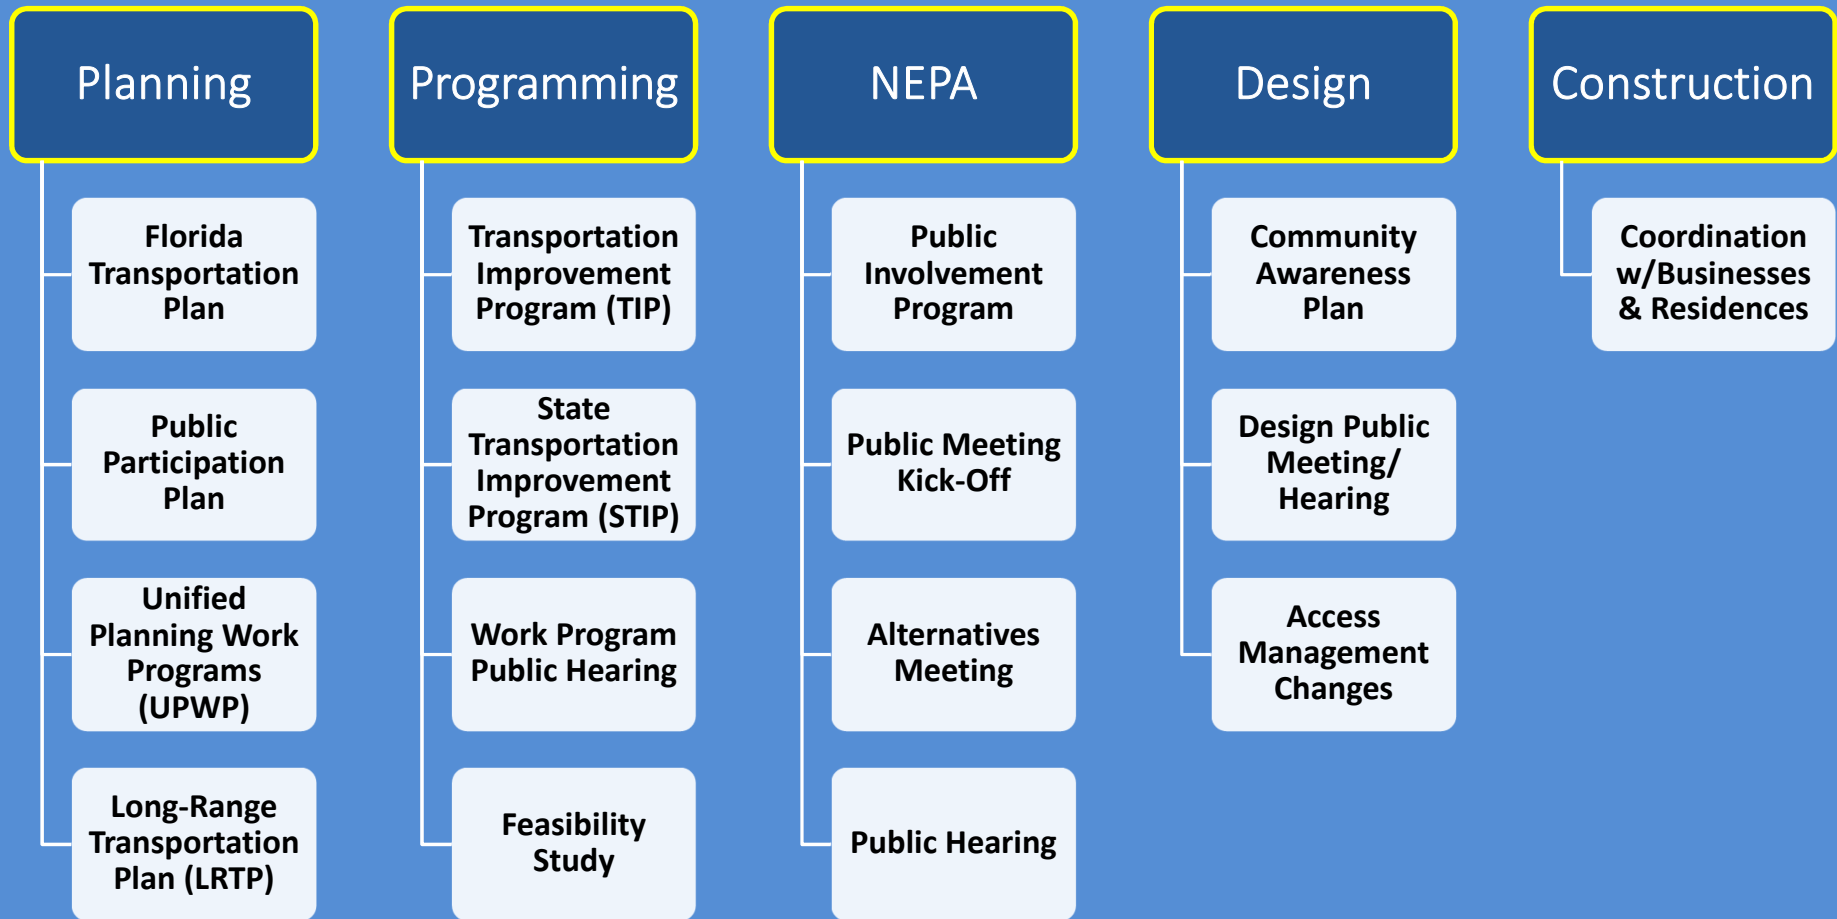 Planning
Florida
Transportation
Plan
Public
Participation
Plan
Unified
Planning Work
Programs
(UPWP)
Long-Range
Transportation
Plan (LRTP)
Programming
Transportation
Improvement
Program (TIP)
State
Transportation
Improvement
Program (STIP)
Work Program
Public Hearing
Feasibility
Study
NEPA
Public
Involvement
Program
Public Meeting
Kick-Off
Alternatives
Meeting
Public Hearing
Design
Community
Awareness
Plan
Design Public
Meeting/
Hearing
Access
Management
Changes
Construction
Coordination
w/Businesses
& Residences